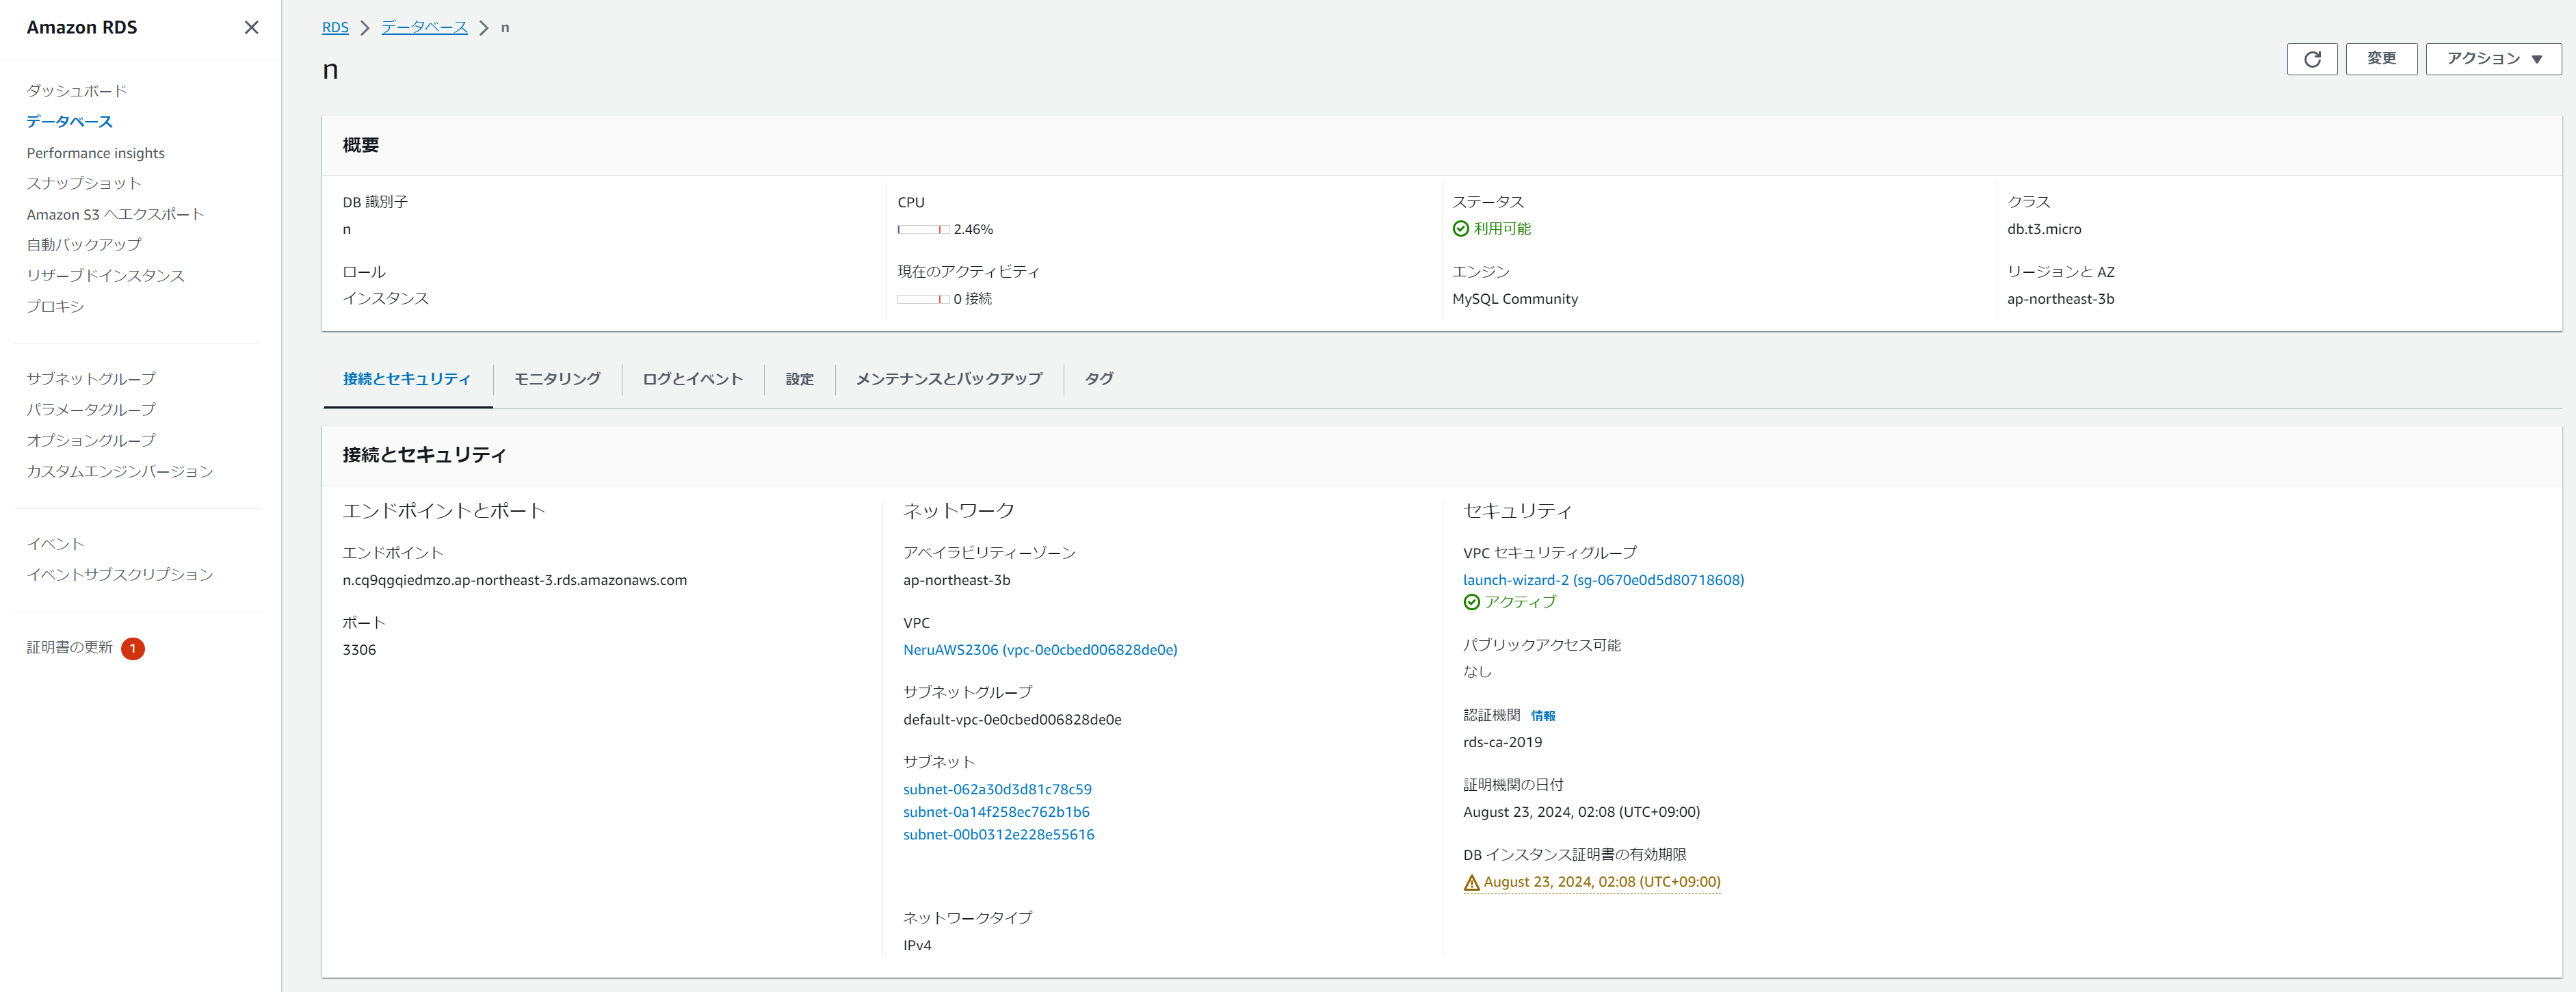 Amazon RDS
ダッシュボード
データベース
Performance insights
スナップショット
Amazon S3 へエクスポート
自動バックアップ
リザーブドインスタンス
プロキシ
サブネットグループ
パラメータグループ
オプショングループ
カスタムエンジンバージョン
イベント
イベントサブスクリプション
証明書の更新 1
RDS > データベース > n
n
変更
アクション
概要
DB 識別子
n
ロール
インスタンス
CPU
2.46%
現在のアクティビティ
0 接続
ステータス
利用可能
エンジン
MySQL Community
クラス
db.t3.micro
リージョンと AZ
ap-northeast-3b
接続とセキュリティ
モニタリング
ログとイベント
設定
メンテナンスとバックアップ
タグ
接続とセキュリティ
エンドポイントとポート
エンドポイント
n.cq9qgqiedmzo.ap-northeast-3.rds.amazonaws.com
ポート
3306
ネットワーク
アベイラビリティーゾーン
ap-northeast-3b
VPC
NeruAWS2306 (vpc-0e0cbed006828de0e)
サブネットグループ
default-vpc-0e0cbed006828de0e
サブネット
subnet-062a30d3d81c78c59
subnet-0a14f258ec762b1b6
subnet-00b0312e228e55616
ネットワークタイプ
IPv4
セキュリティ
VPC セキュリティグループ
launch-wizard-2 (sg-0670e0d5d80718608)
アクティブ
パブリックアクセス可能
なし
認証機関 情報
rds-ca-2019
証明機関の日付
August 23, 2024, 02:08 (UTC+09:00)
DB インスタンス証明書の有効期限
August 23, 2024, 02:08 (UTC+09:00)